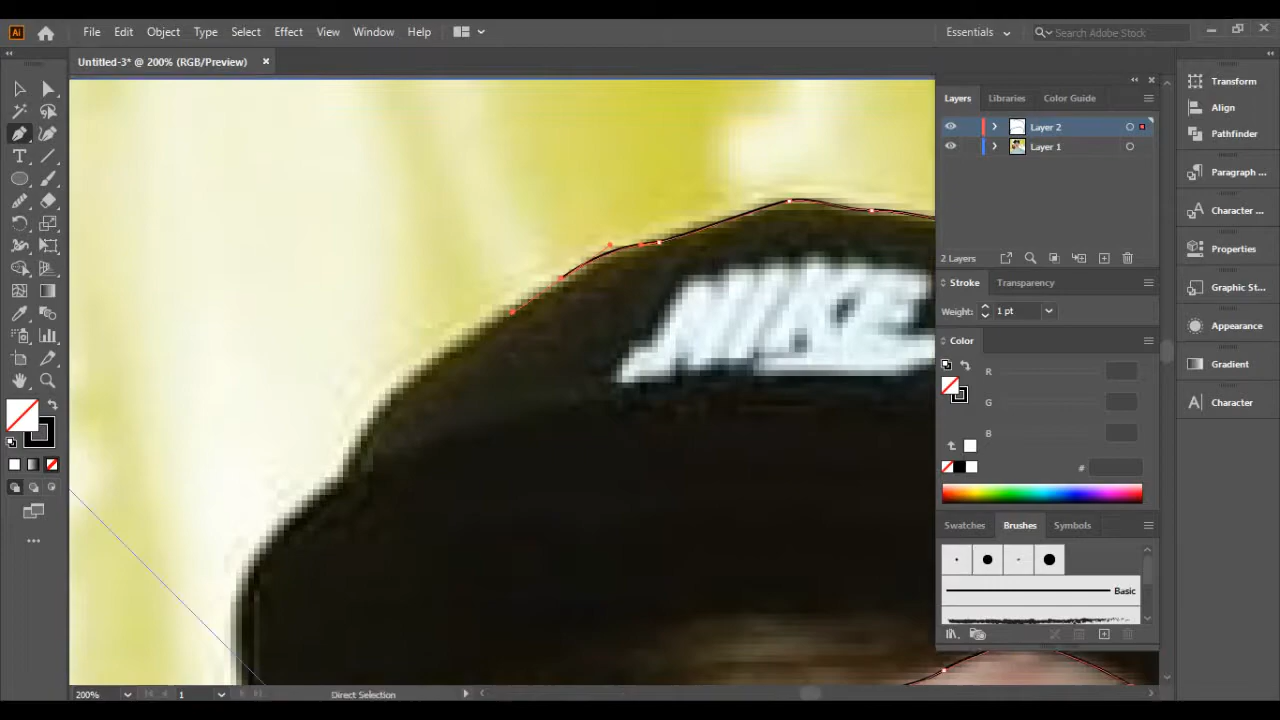 Ai File Edit Object Type Select Effect View Window Help Essentials Search Adobe Stock
Untitled-3* @ 200% (RGB/Preview)
Layers Libraries Color Guide
Layer 2
Layer 1
2 Layers
Stroke Transparency
Weight: 1 pt
Color
R
G
B
#
Swatches Brushes Symbols
Basic
Transform
Align
Pathfinder
Paragraph ...
Character ...
Properties
Graphic St...
Appearance
Gradient
Character
NIKE
200% 1 Direct Selection